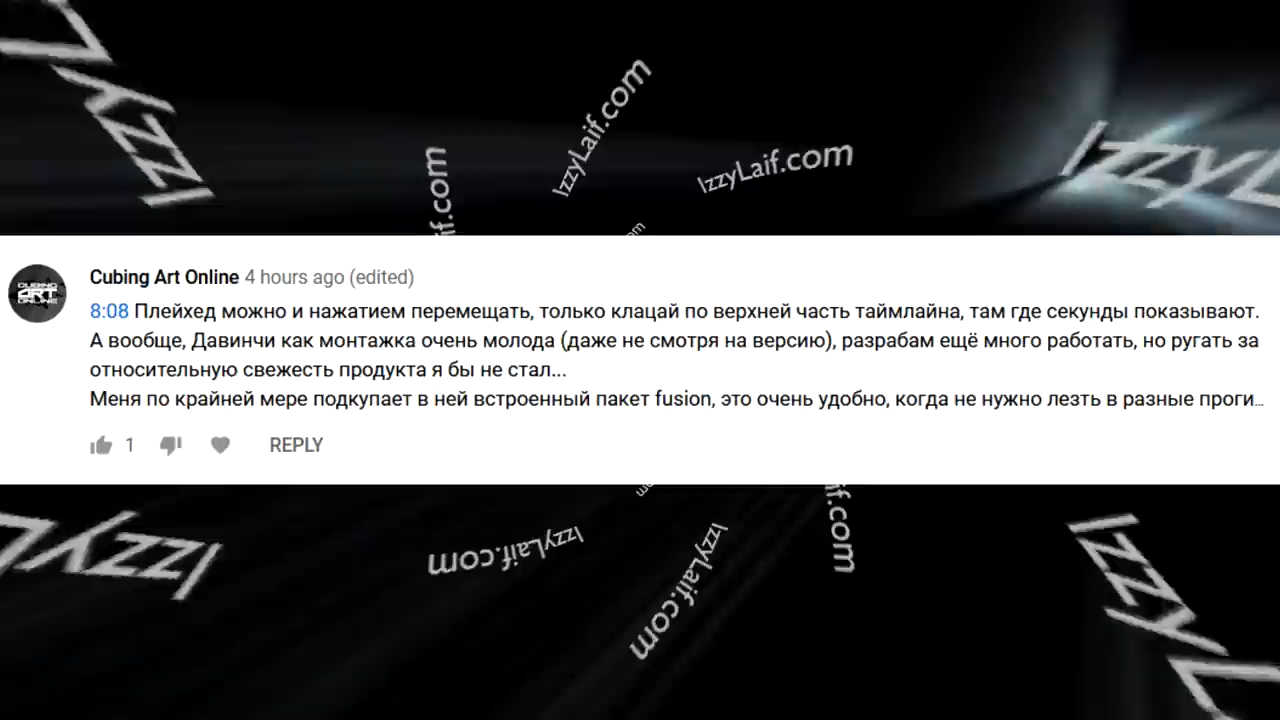 IzzyLaif.com
IzzyLaif.com
Cubing Art Online 4 hours ago (edited)
CUBING
ART
ONLINE
8:08 Плейхед можно и нажатием перемещать, только клацай по верхней часть таймлайна, там где секунды показывают.
А вообще, Давинчи как монтажка очень молода (даже не смотря на версию), разрабам ещё много работать, но ругать за
относительную свежесть продукта я бы не стал...
Меня по крайней мере подкупает в ней встроенный пакет fusion, это очень удобно, когда не нужно лезть в разные проги…
1 REPLY
IzzyLaif.com
IzzyLaif.com